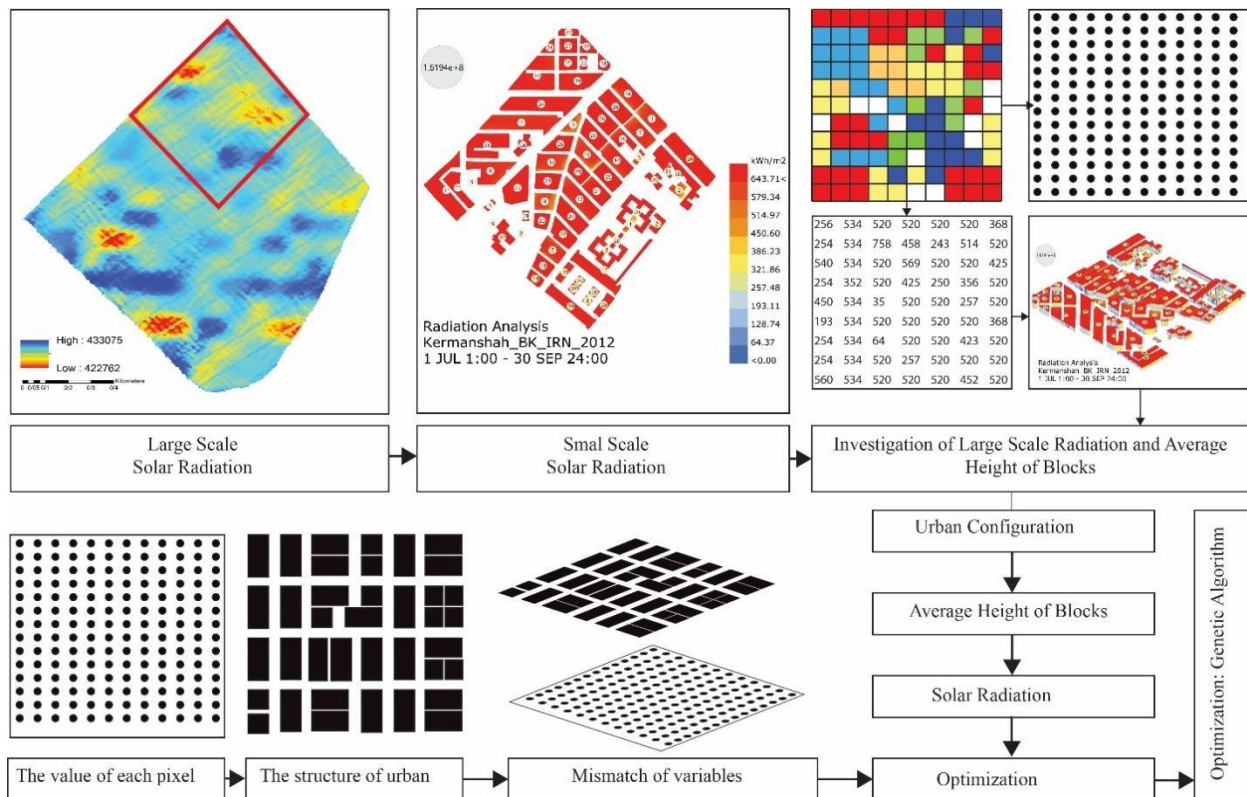 High : 433075
Low : 422762
Kilometers
1.6194e+8
kWh/m2
643.71<
579.34
514.97
450.60
386.23
321.86
257.48
193.11
128.74
64.37
<0.00
Radiation Analysis
Kermanshah_BK_IRN_2012
1 JUL 1:00 - 30 SEP 24:00
256 534 520 520 520 520 368
254 534 758 458 243 514 520
540 534 520 569 520 520 425
254 352 520 425 250 356 520
450 534 35 520 520 257 520
193 534 520 520 520 520 368
254 534 64 520 520 423 520
254 534 520 257 520 520 520
560 534 520 520 520 452 520
Radiation Analysis
Kermanshah_BK_IRN_2012
1 JUL 1:00 - 30 SEP 24:00
Large Scale
Solar Radiation
Smal Scale
Solar Radiation
Investigation of Large Scale Radiation and Average
Height of Blocks
Urban Configuration
Average Height of Blocks
Solar Radiation
Optimization
Optimization: Genetic Algorithm
The value of each pixel
The structure of urban
Mismatch of variables